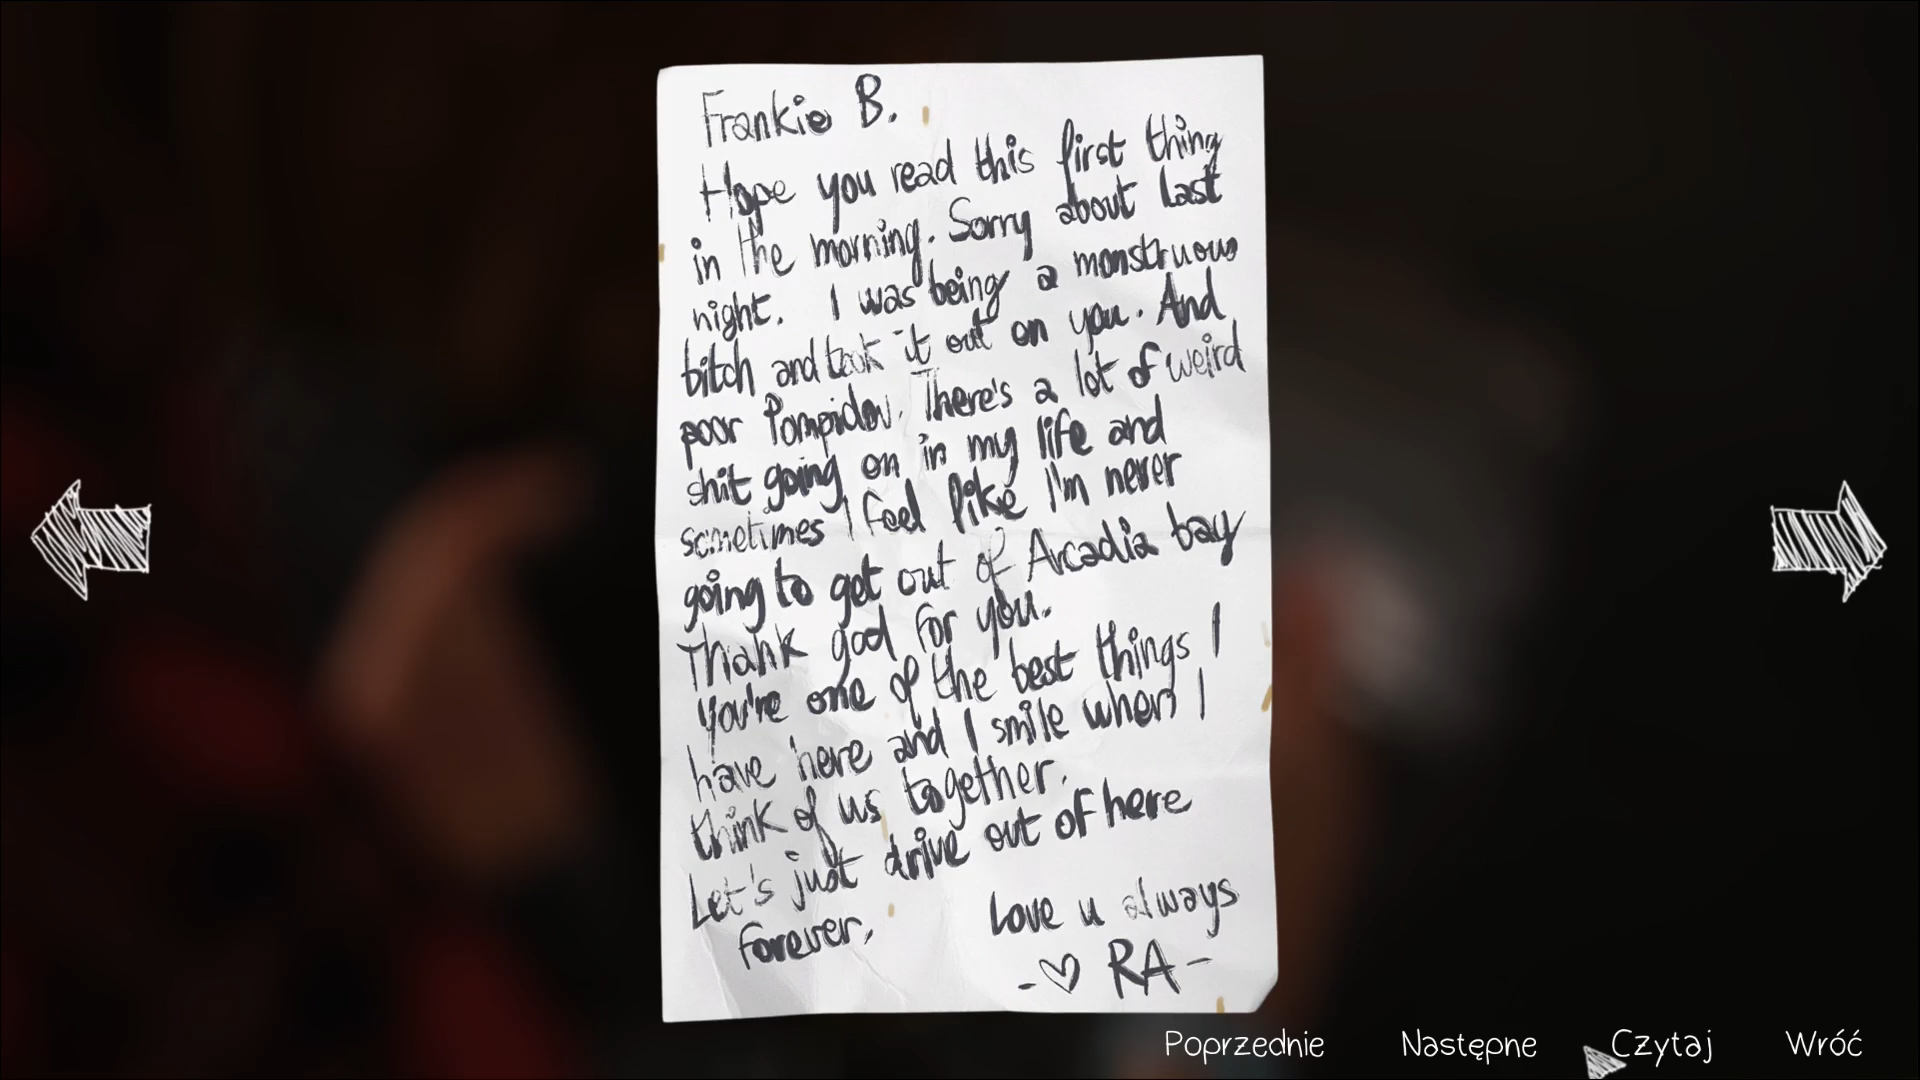 Frankie B.
Hope you read this first thing
in the morning. Sorry about last
night. I was being a monstruous
bitch and took it out on you. And
poor Pompidou. There's a lot of weird
shit going on in my life and
sometimes I feel like I'm never
going to get out of Arcadia bay
Thank god for you.
You're one of the best things I
have here and I smile when I
think of us together.
Let's just drive out of here
forever.
Love u always
-♡ RA-
Poprzednie Następne Czytaj Wróć